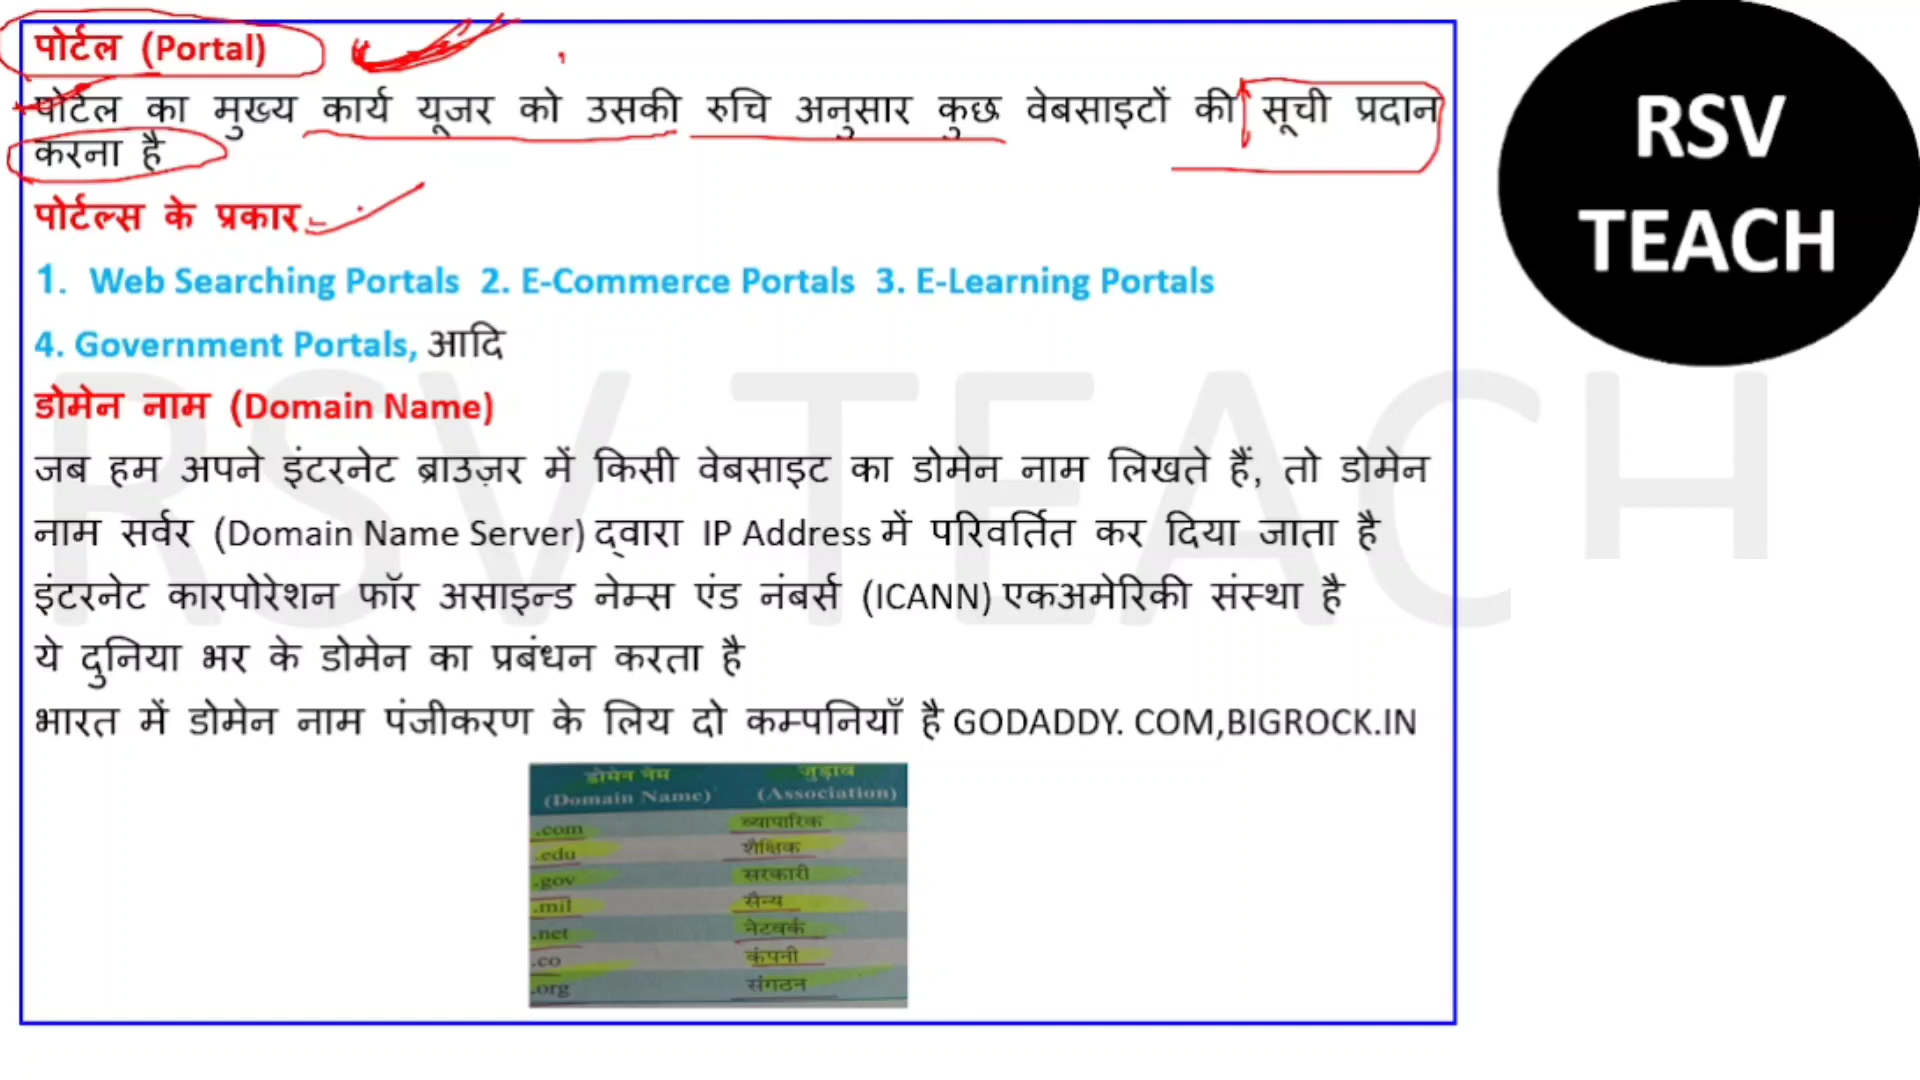 पोर्टल (Portal)
पोर्टल का मुख्य कार्य यूजर को उसकी रुचि अनुसार कुछ वेबसाइटों की सूची प्रदान
करना है
पोर्टल्स के प्रकार
1. Web Searching Portals 2. E-Commerce Portals 3. E-Learning Portals
4. Government Portals, आदि
डोमेन नाम (Domain Name)
जब हम अपने इंटरनेट ब्राउज़र में किसी वेबसाइट का डोमेन नाम लिखते हैं, तो डोमेन
नाम सर्वर (Domain Name Server) द्वारा IP Address में परिवर्तित कर दिया जाता है
इंटरनेट कारपोरेशन फॉर असाइन्ड नेम्स एंड नंबर्स (ICANN) एकअमेरिकी संस्था है
ये दुनिया भर के डोमेन का प्रबंधन करता है
भारत में डोमेन नाम पंजीकरण के लिय दो कम्पनियाँ है GODADDY. COM,BIGROCK.IN
डोमेन नेम जुड़ाव
(Domain Name) (Association)
.com व्यापारिक
.edu शैक्षिक
.gov सरकारी
.mil सैन्य
.net नेटवर्क
.co कंपनी
.org संगठन
RSV
TEACH
RSV TEACH